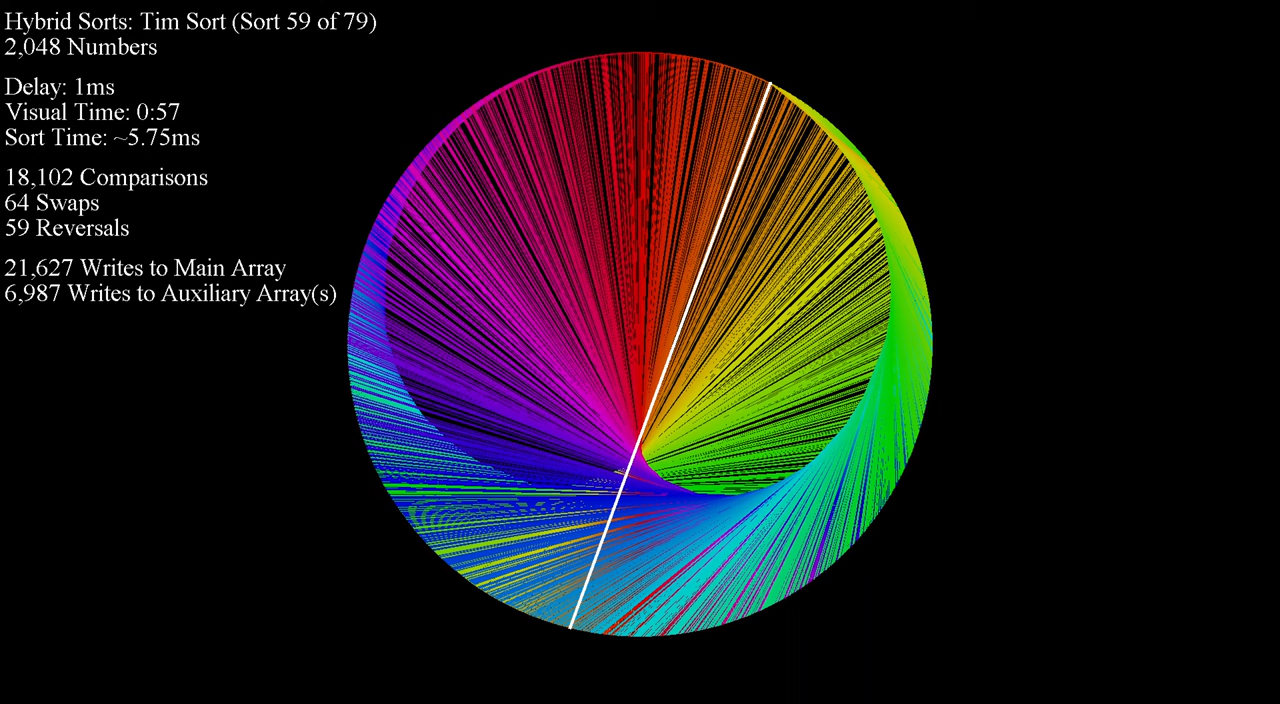 Hybrid Sorts: Tim Sort (Sort 59 of 79)
2,048 Numbers
Delay: 1ms
Visual Time: 0:57
Sort Time: ~5.75ms
18,102 Comparisons
64 Swaps
59 Reversals
21,627 Writes to Main Array
6,987 Writes to Auxiliary Array(s)